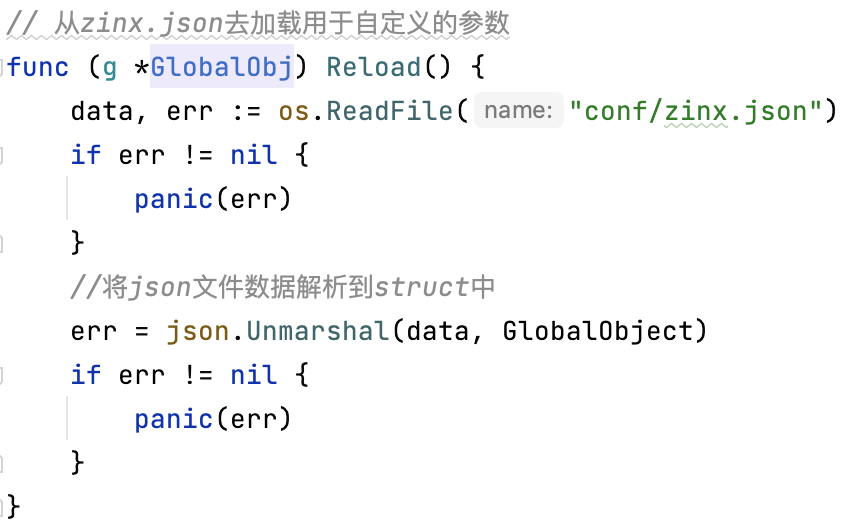 // 从zinx.json去加载用于自定义的参数
func (g *GlobalObj) Reload() {
    data, err := os.ReadFile( name: "conf/zinx.json")
    if err != nil {
        panic(err)
    }
    //将json文件数据解析到struct中
    err = json.Unmarshal(data, GlobalObject)
    if err != nil {
        panic(err)
    }
}